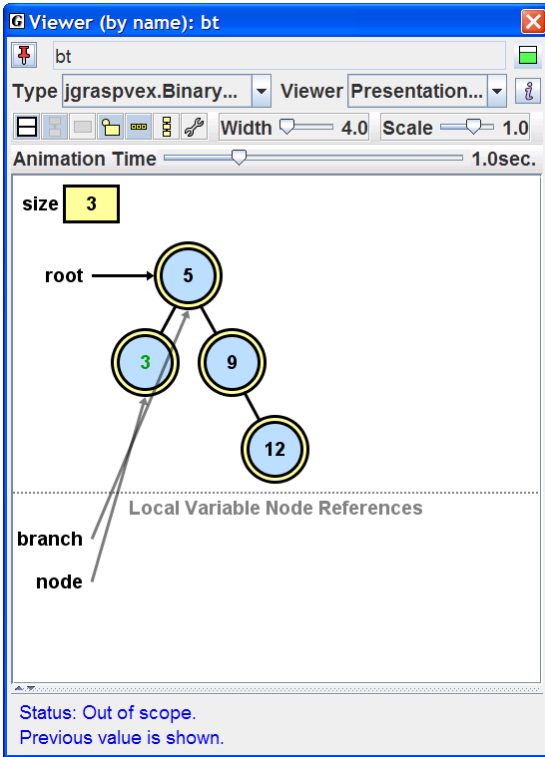 G Viewer (by name): bt
bt
Type jgraspvex.Binary... Viewer Presentation... i
Width 4.0 Scale 1.0
Animation Time 1.0sec.
size 3
root 5
3 9
12
Local Variable Node References
branch
node
Status: Out of scope.
Previous value is shown.